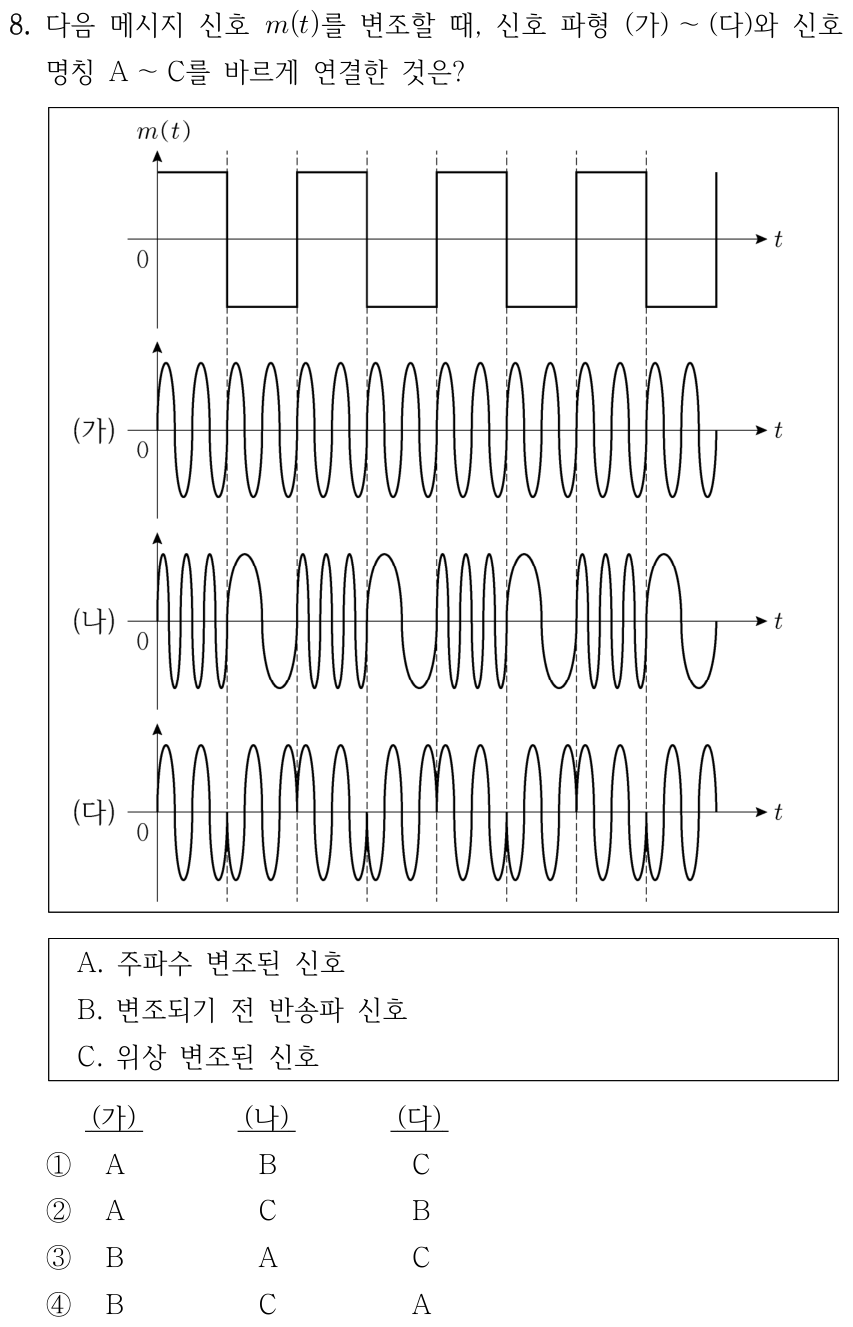 8. 다음 메시지 신호 m(t)를 변조할 때, 신호 파형 (가) ~ (다)와 신호
명칭 A ~ C를 바르게 연결한 것은?
m(t)
t
0
(가)
t
0
(나)
t
0
(다)
t
0
A. 주파수 변조된 신호
B. 변조되기 전 반송파 신호
C. 위상 변조된 신호
(가) (나) (다)
① A B C
② A C B
③ B A C
④ B C A